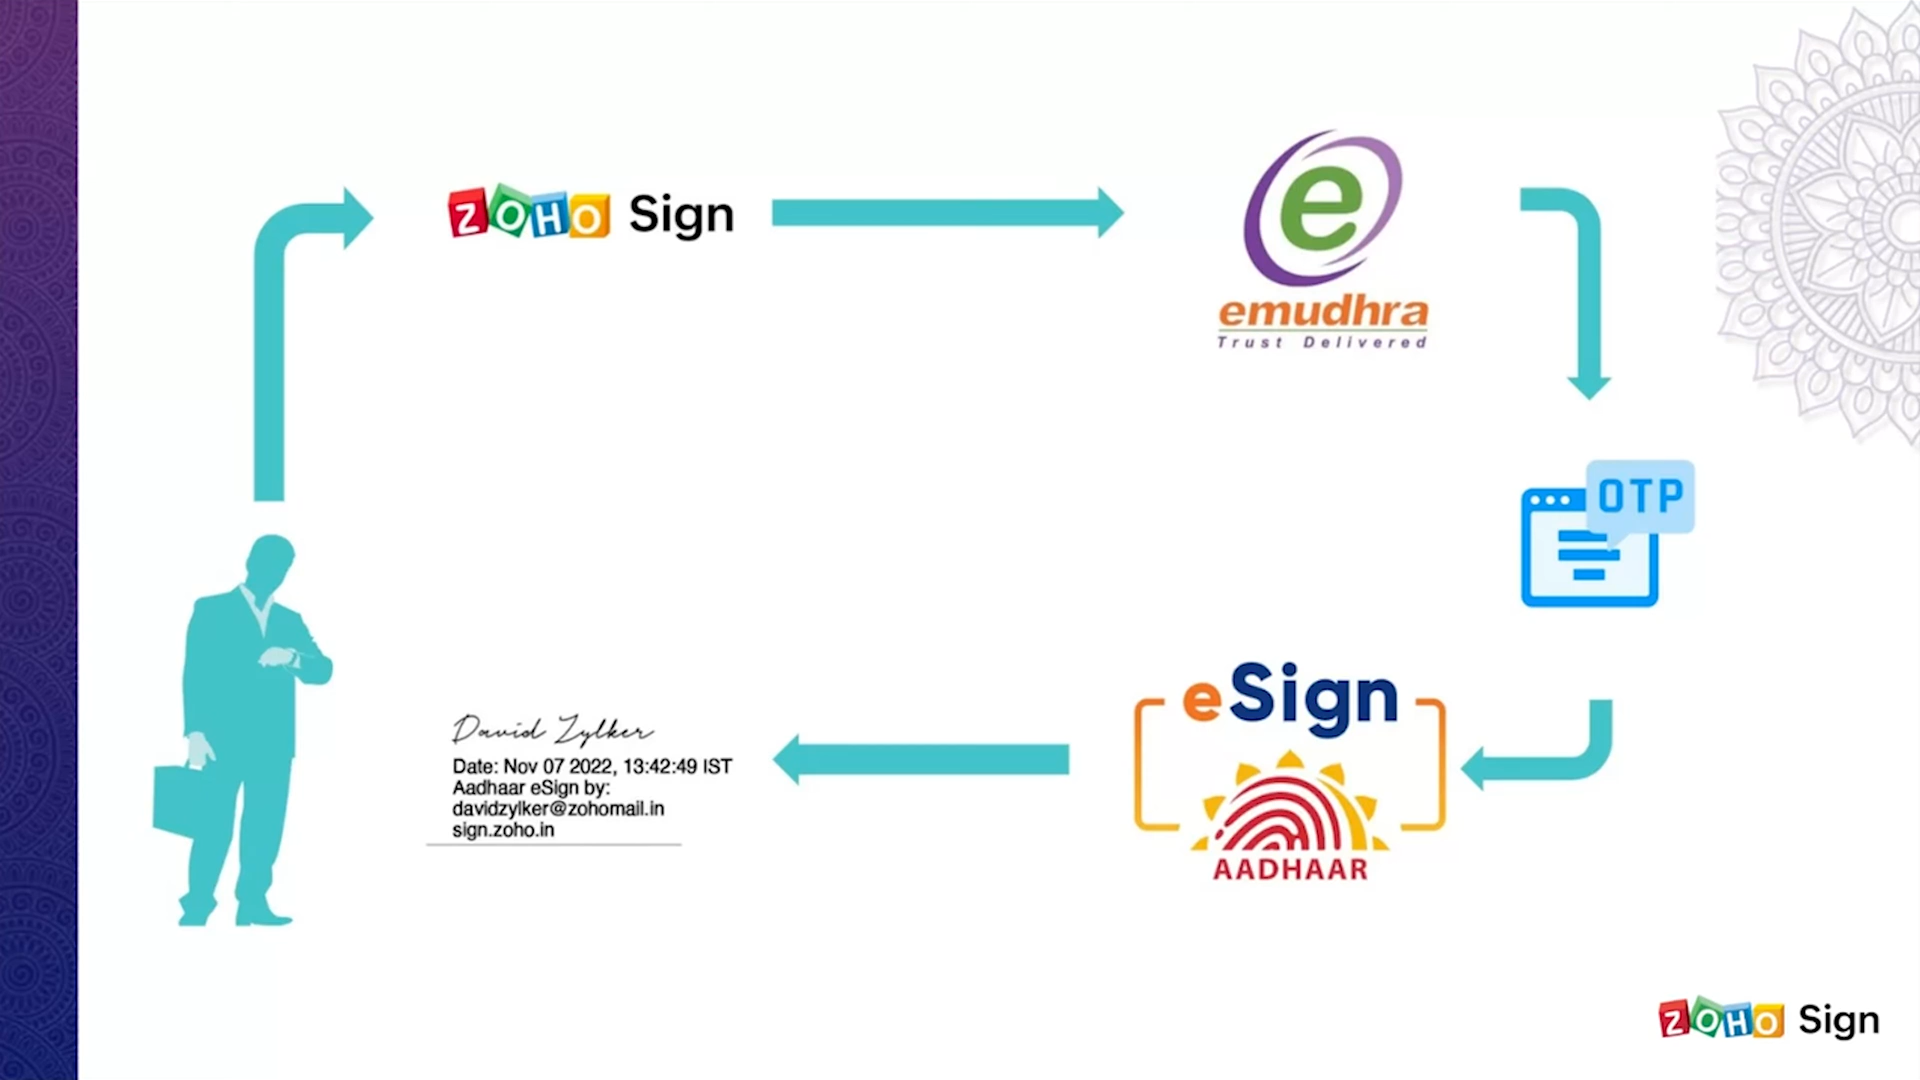 ZOHO Sign
e
emudhra
Trust Delivered
OTP
eSign
AADHAAR
David Zylker
Date: Nov 07 2022, 13:42:49 IST
Aadhaar eSign by:
davidzylker@zohomail.in
sign.zoho.in
ZOHO Sign